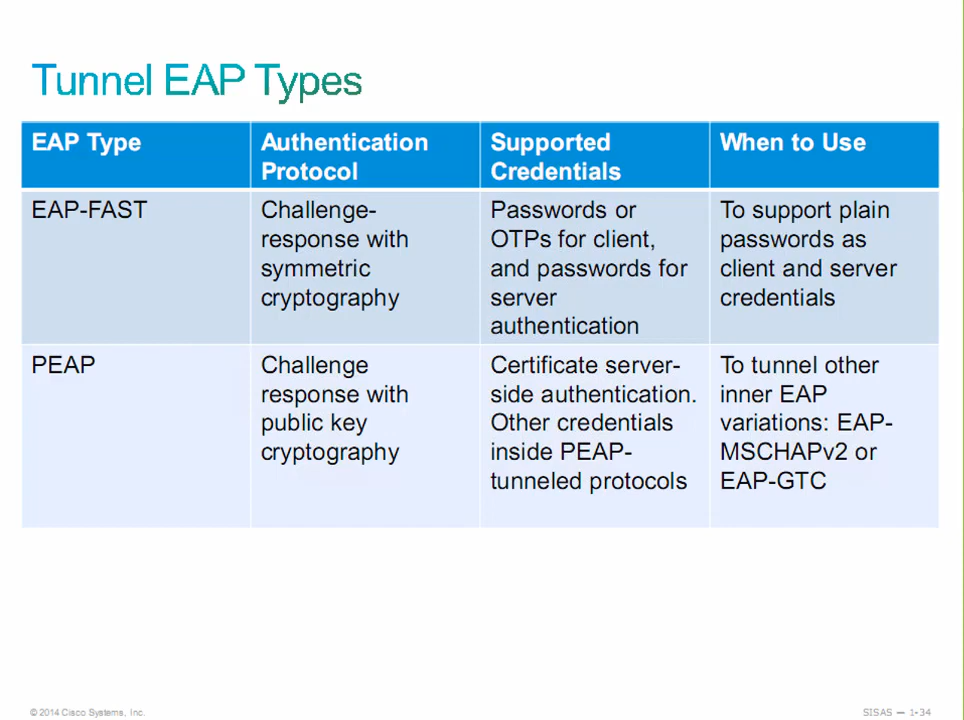 Tunnel EAP Types
EAP Type
Authentication
Protocol
Supported
Credentials
When to Use
EAP-FAST
Challenge-
response with
symmetric
cryptography
Passwords or
OTPs for client,
and passwords for
server
authentication
To support plain
passwords as
client and server
credentials
PEAP
Challenge
response with
public key
cryptography
Certificate server-
side authentication.
Other credentials
inside PEAP-
tunneled protocols
To tunnel other
inner EAP
variations: EAP-
MSCHAPv2 or
EAP-GTC
© 2014 Cisco Systems, Inc.
SISAS — 1-34